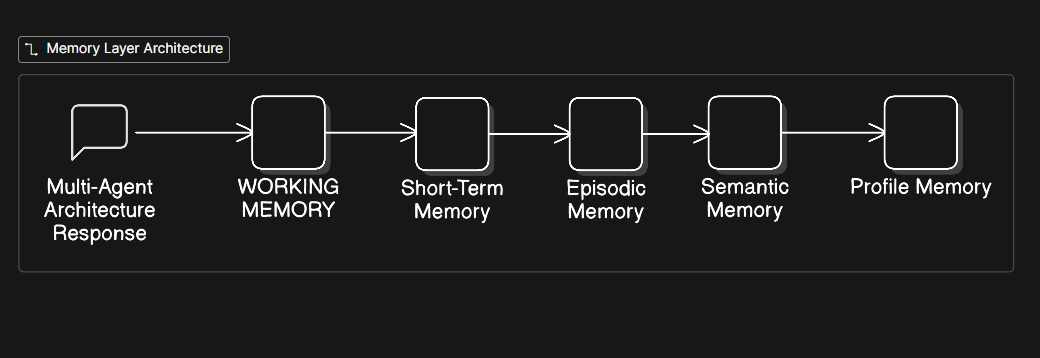 Memory Layer Architecture
Multi-Agent
Architecture
Response
WORKING
MEMORY
Short-Term
Memory
Episodic
Memory
Semantic
Memory
Profile Memory